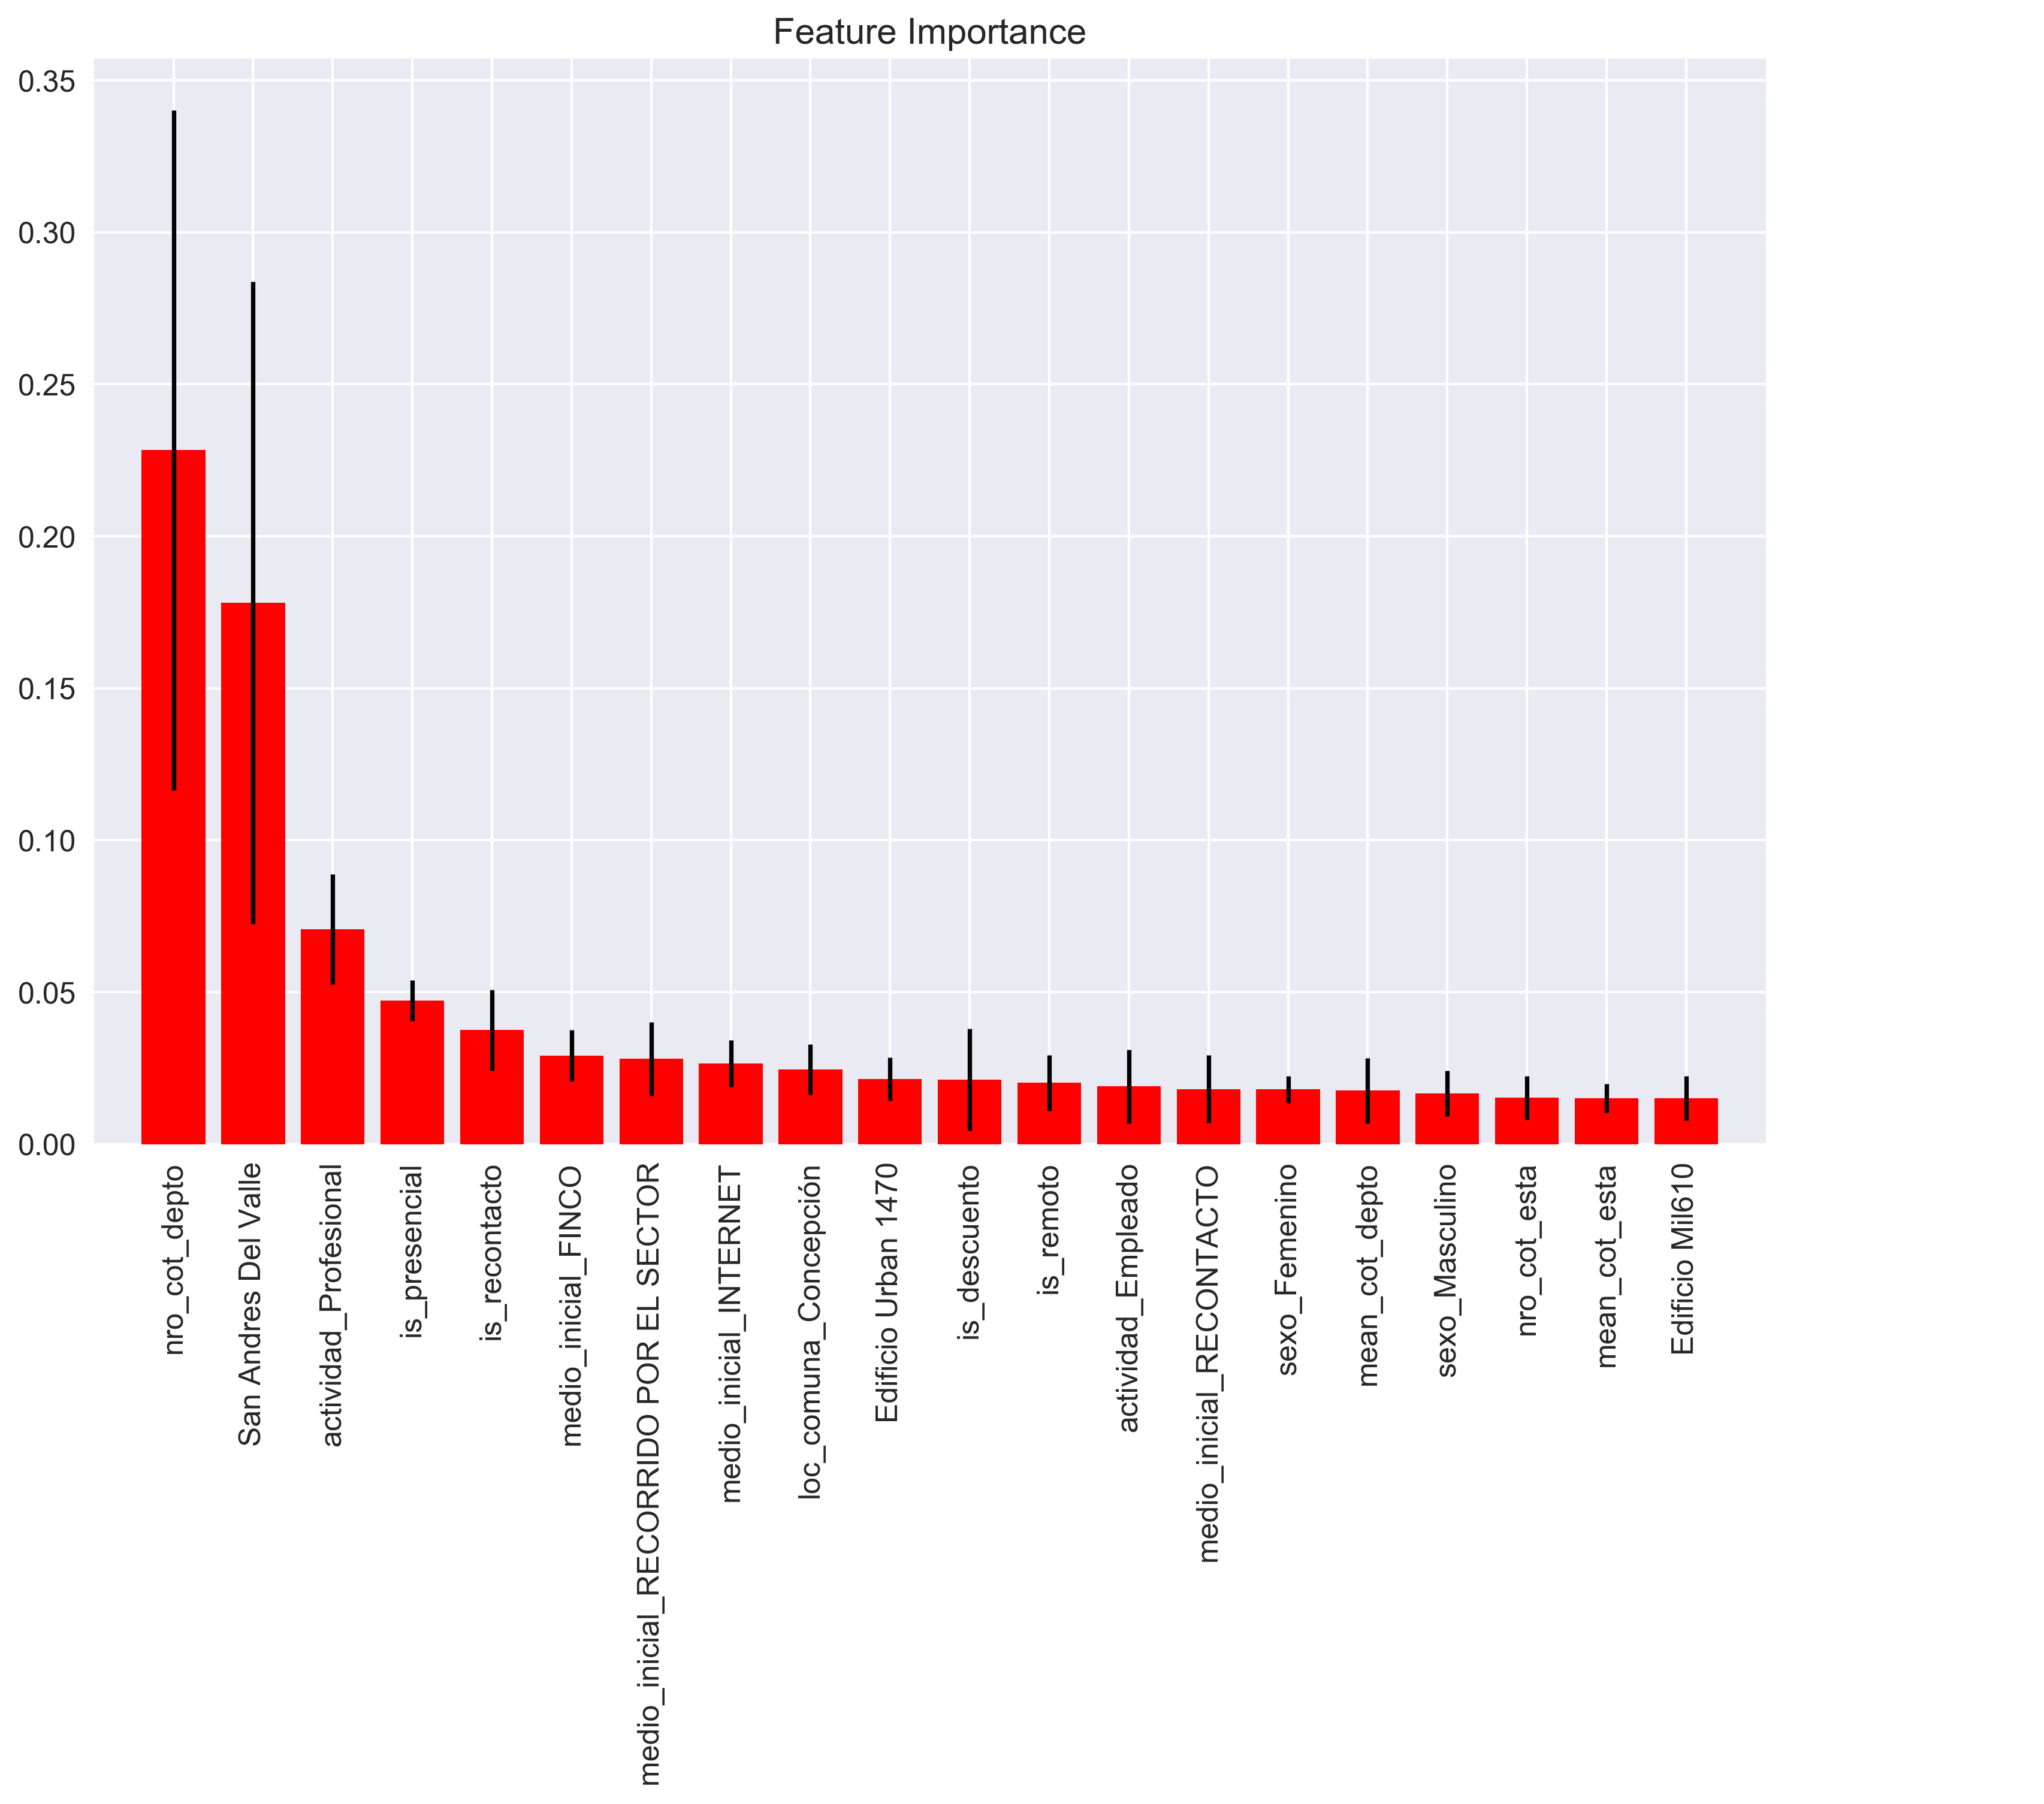 Feature Importance
0.35
0.30
0.25
0.20
0.15
0.10
0.05
0.00
nro_cot_depto
San Andres Del Valle
actividad_Profesional
is_presencial
is_recontacto
medio_inicial_FINCO
medio_inicial_RECORRIDO POR EL SECTOR
medio_inicial_INTERNET
loc_comuna_Concepción
Edificio Urban 1470
is_descuento
is_remoto
actividad_Empleado
medio_inicial_RECONTACTO
sexo_Femenino
mean_cot_depto
sexo_Masculino
nro_cot_esta
mean_cot_esta
Edificio Mil610